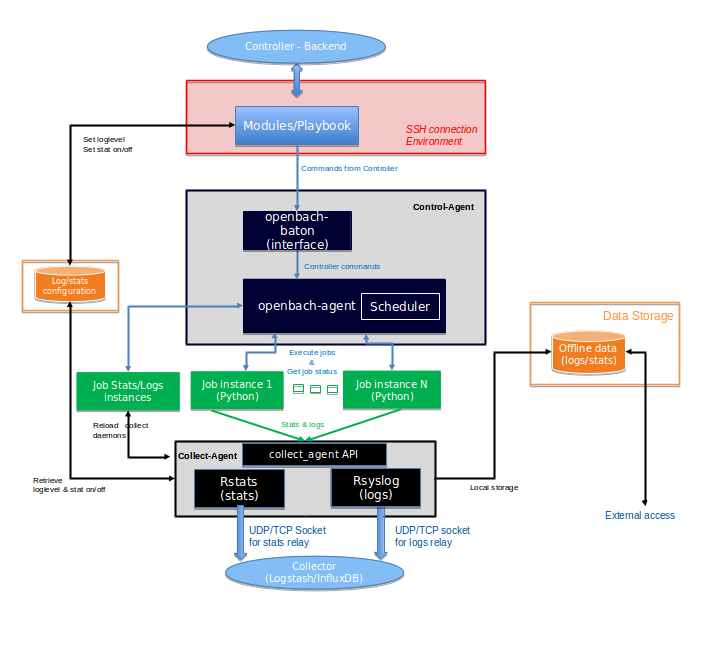 Controller - Backend
Modules/Playbook
SSH connection
Environment
Set loglevel
Set stat on/off
Commands from Controller
Control-Agent
openbach-
baton
(interface)
Controller commands
Log/stats
configuration
openbach-agent
Scheduler
Data Storage
Offline data
(logs/stats)
Execute jobs
&
Get job status
Job Stats/Logs
instances
Job instance 1
(Python)
Job instance N
(Python)
Reload collect
daemons
Stats & logs
Collect-Agent
collect_agent API
Rstats
(stats)
Rsyslog
(logs)
Retrieve
loglevel & stat on/off
Local storage
External access
UDP/TCP Socket
for stats relay
UDP/TCP socket
for logs relay
Collector
(Logstash/InfluxDB)